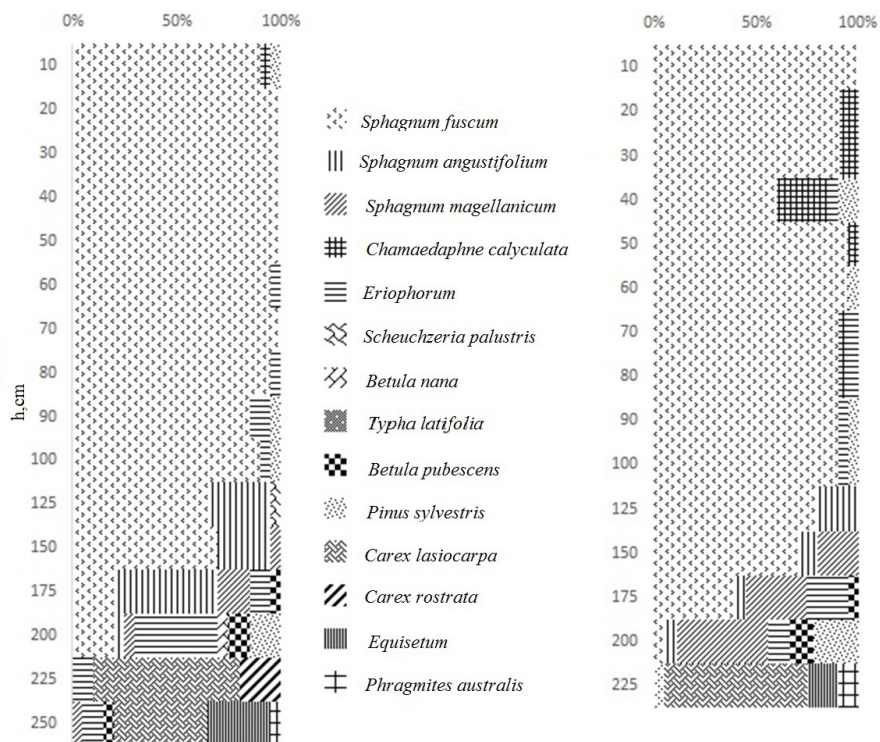 0% 50% 100%
10
20
30
40
50
60
70
80
90
100
125
150
175
200
225
250
h,cm
Sphagnum fuscum
Sphagnum angustifolium
Sphagnum magellanicum
Chamaedaphne calyculata
Eriophorum
Scheuchzeria palustris
Betula nana
Typha latifolia
Betula pubescens
Pinus sylvestris
Carex lasiocarpa
Carex rostrata
Equisetum
Phragmites australis
0% 50% 100%
10
20
30
40
50
60
70
80
90
100
125
150
175
200
225